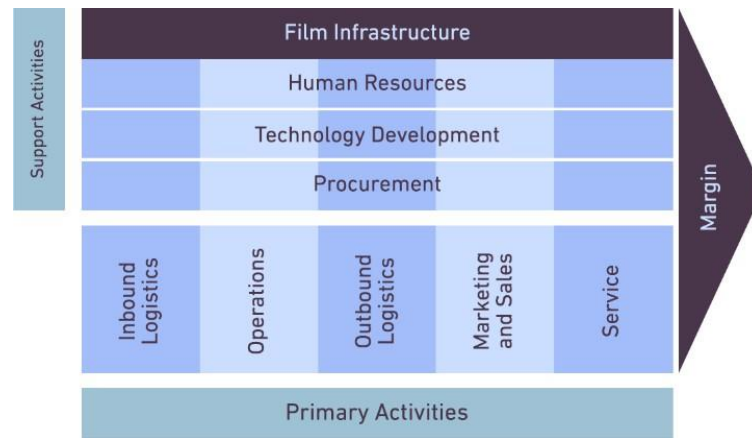 Support Activities
Film Infrastructure
Human Resources
Technology Development
Procurement
Inbound
Logistics
Operations
Outbound
Logistics
Marketing
and Sales
Service
Margin
Primary Activities